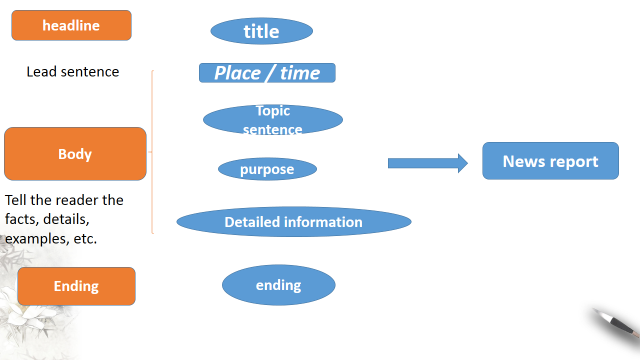 headline
title
Lead sentence
Place / time
Topic
sentence
Body
purpose
News report
Tell the reader the
facts, details,
examples, etc.
Detailed information
Ending
ending